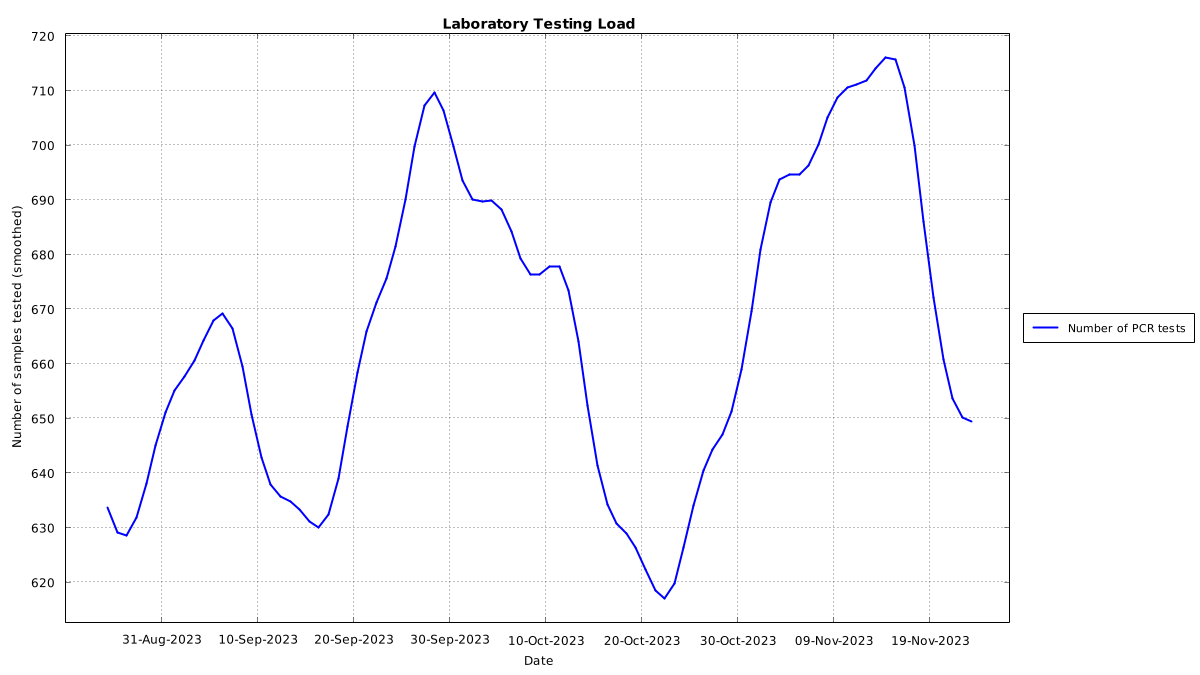 Laboratory Testing Load
720
710
700
690
680
670
660
650
640
630
620
Number of samples tested (smoothed)
31-Aug-2023 10-Sep-2023 20-Sep-2023 30-Sep-2023 10-Oct-2023 20-Oct-2023 30-Oct-2023 09-Nov-2023 19-Nov-2023
Date
Number of PCR tests